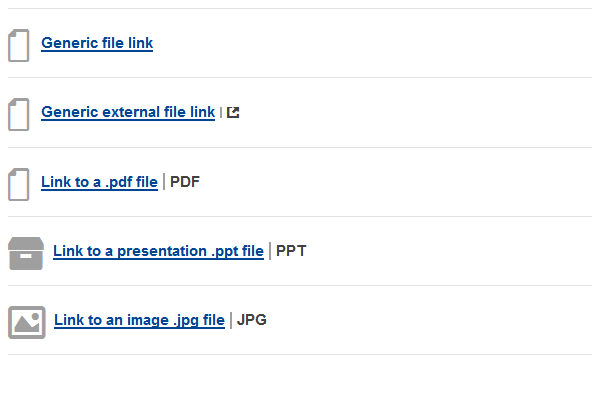 Generic file link
Generic external file link |
Link to a .pdf file | PDF
Link to a presentation .ppt file | PPT
Link to an image .jpg file | JPG